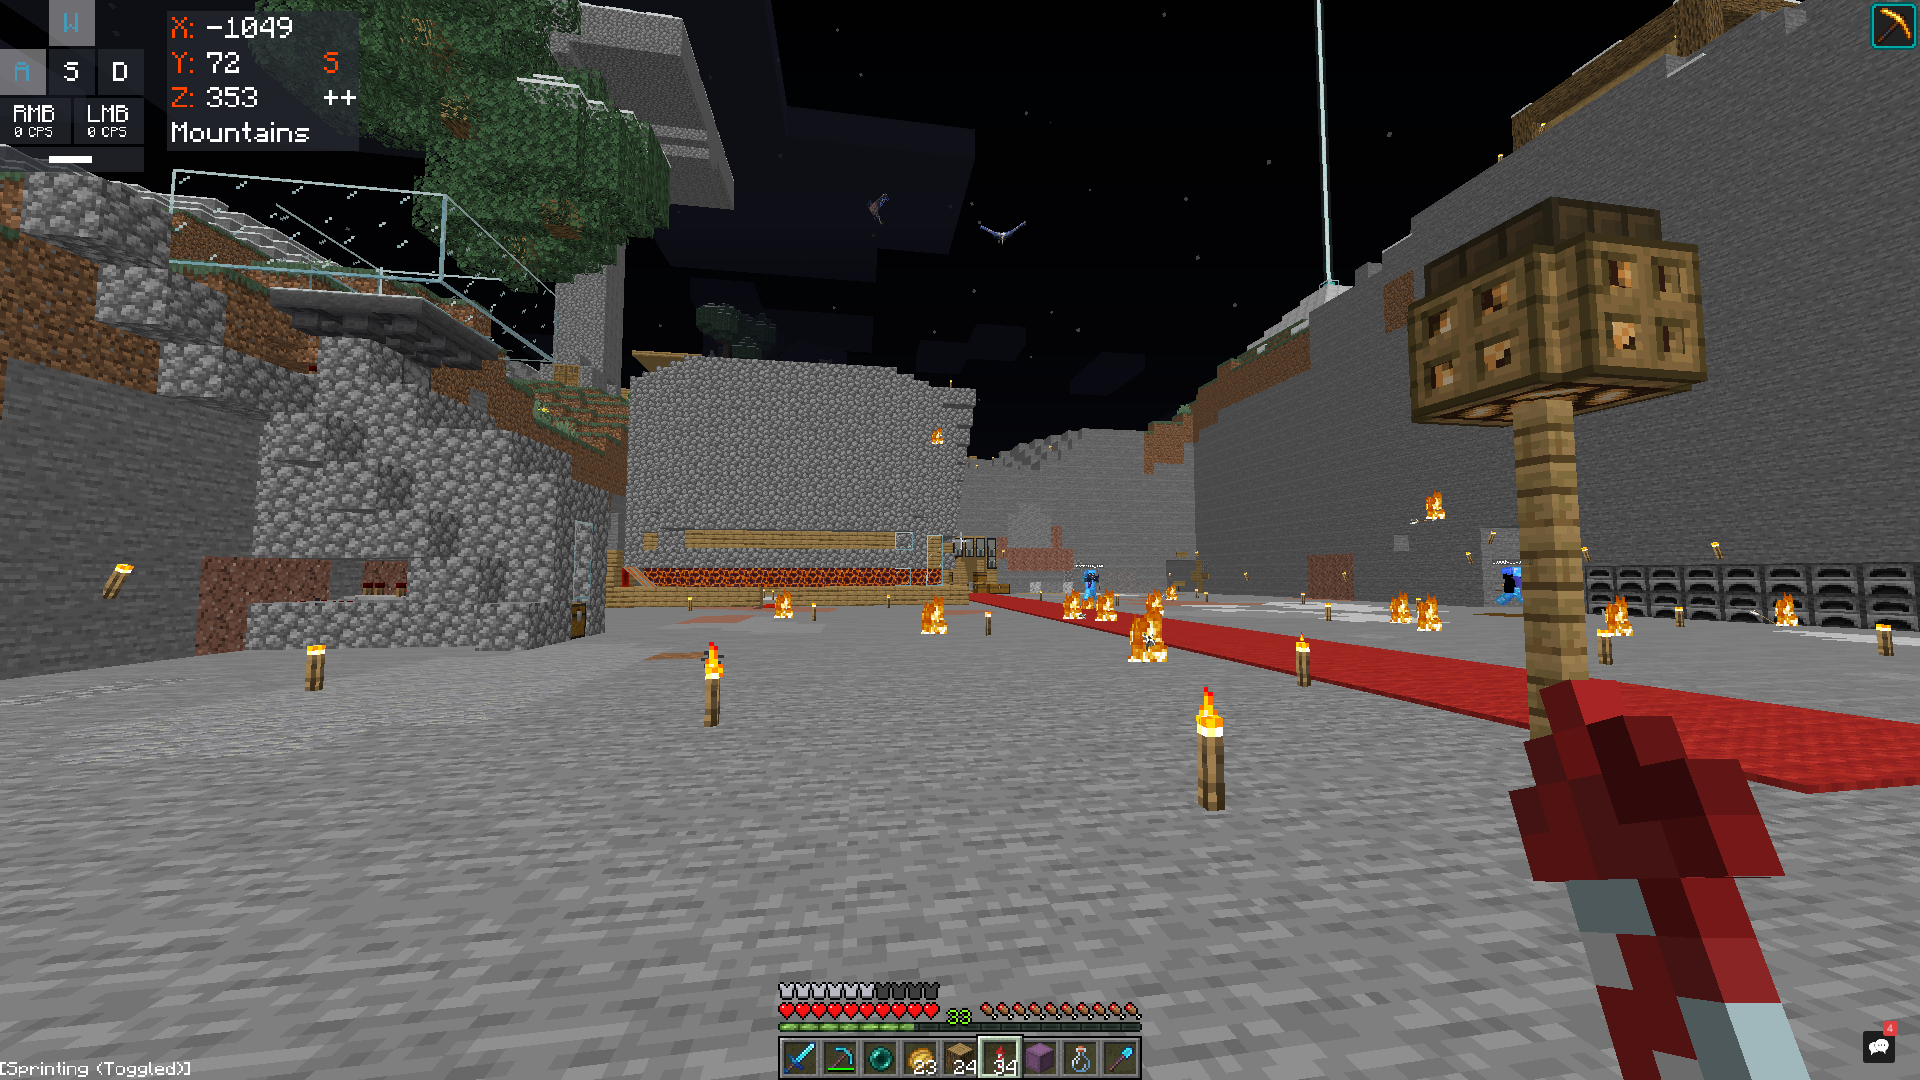 W
A S D
RMB LMB
0 CPS 0 CPS
X: -1049
Y: 72 S
Z: 353 ++
Mountains
33
23 24 34
4
[Sprinting (Toggled)]